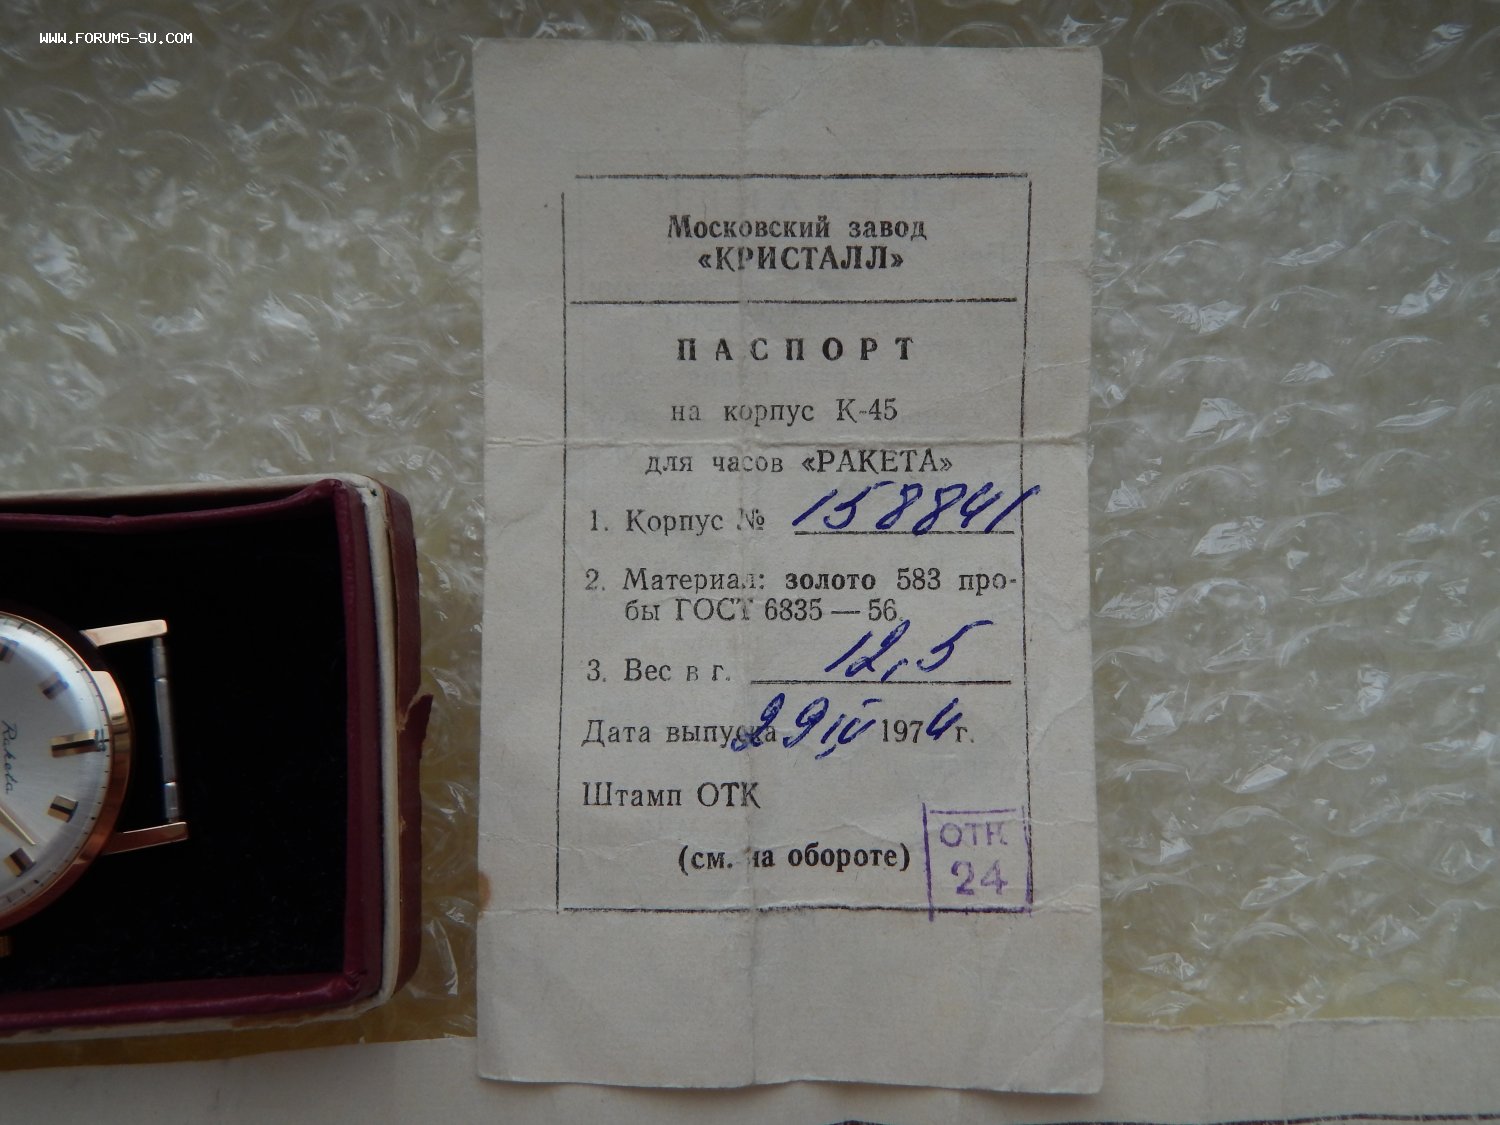 WWW.FORUMS-SU.COM
Московский завод
«КРИСТАЛЛ»
ПАСПОРТ
на корпус К-45
для часов «РАКЕТА»
1. Корпус № 158841
2. Материал: золото 583 про-
бы ГОСТ 6835 — 56.
3. Вес в г. 12,5
Дата выпуска 29 IV 1974 г.
Штамп ОТК
(см. на обороте)
ОТК
24
Ракета